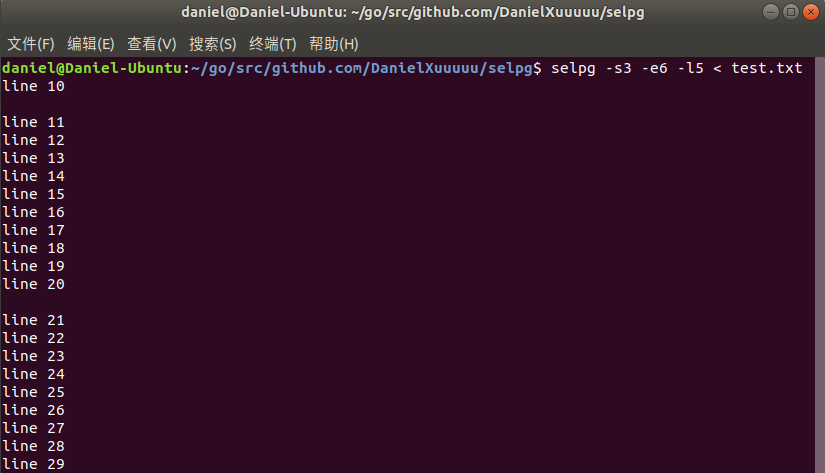 daniel@Daniel-Ubuntu: ~/go/src/github.com/DanielXuuuuu/selpg
文件(F) 编辑(E) 查看(V) 搜索(S) 终端(T) 帮助(H)
daniel@Daniel-Ubuntu:~/go/src/github.com/DanielXuuuuu/selpg$ selpg -s3 -e6 -l5 < test.txt
line 10
line 11
line 12
line 13
line 14
line 15
line 16
line 17
line 18
line 19
line 20
line 21
line 22
line 23
line 24
line 25
line 26
line 27
line 28
line 29